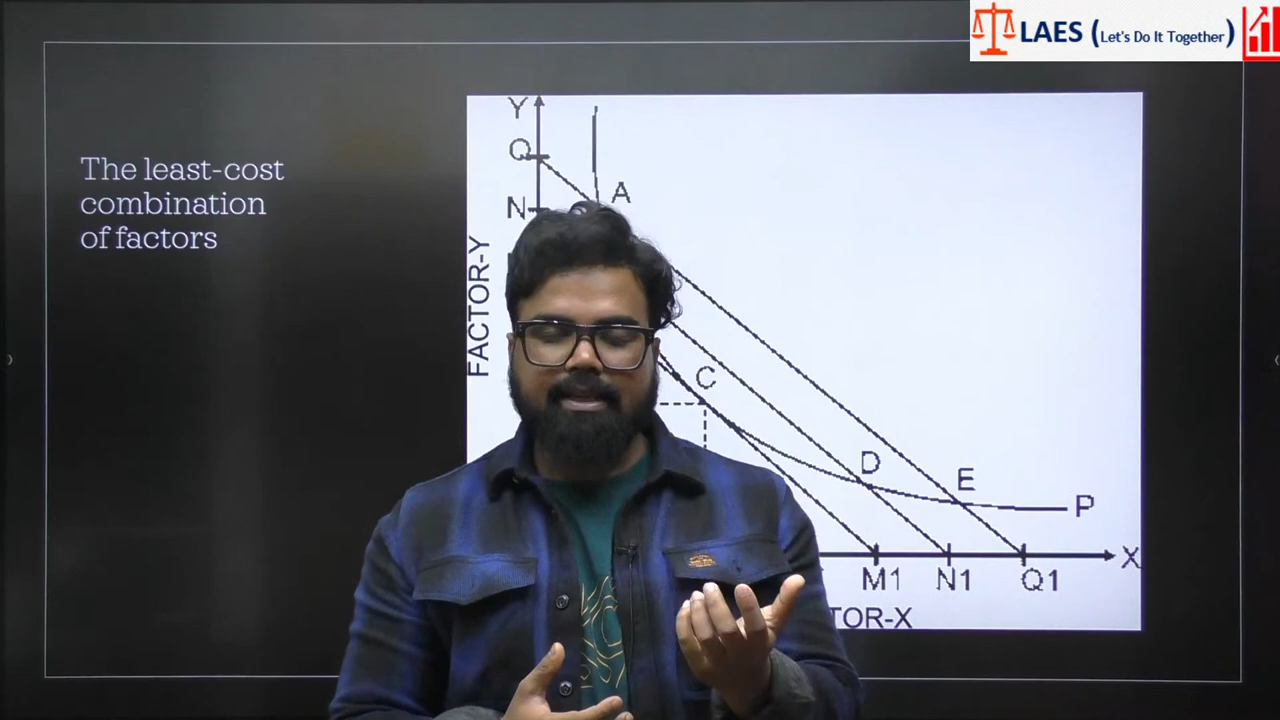 LAES (Let's Do It Together)
The least-cost
combination
of factors
Y
Q
A
N
FACTOR-Y
C
D
E
P
X
M1 N1 Q1
TOR-X